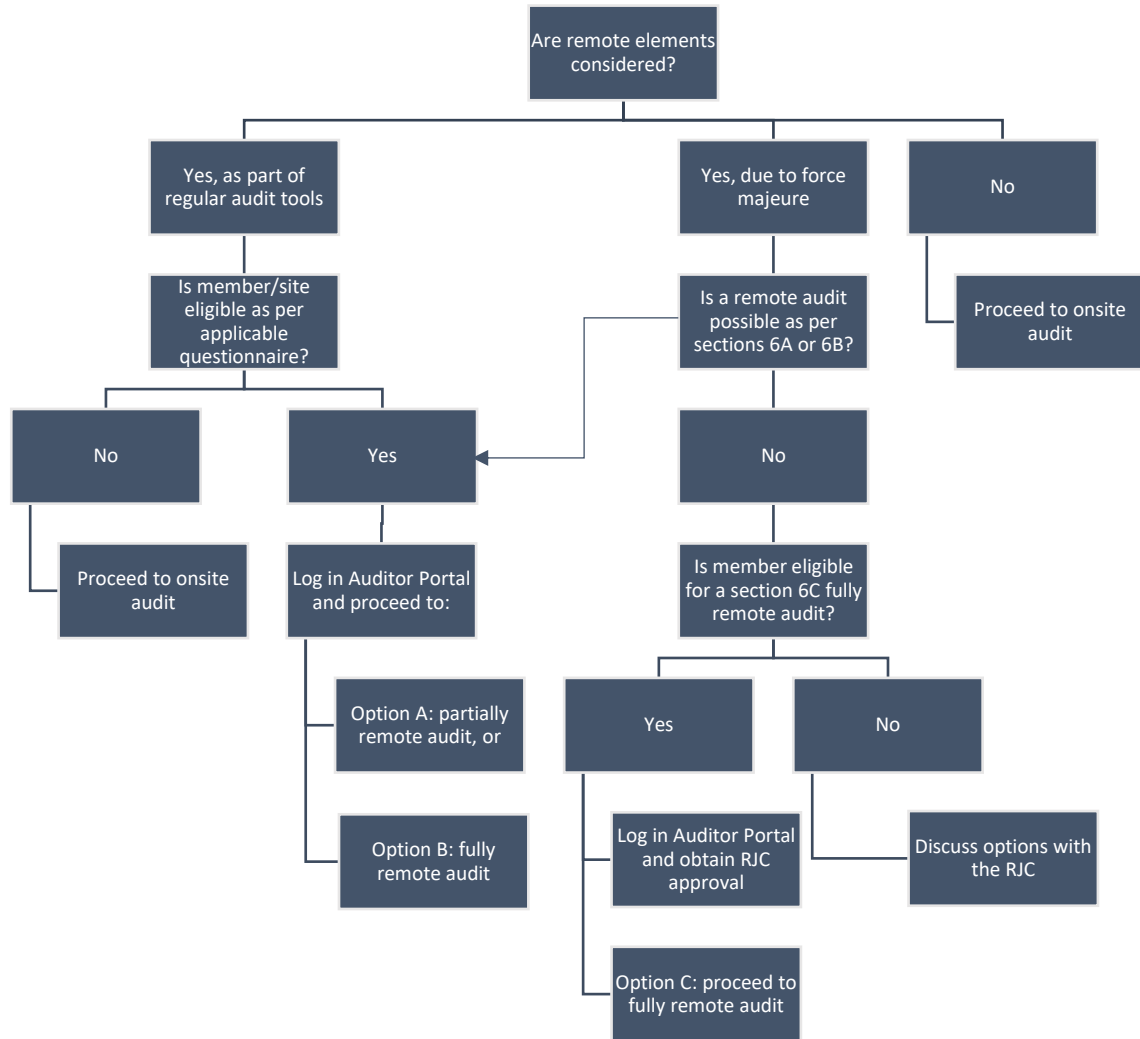 Are remote elements
considered?
Yes, as part of
regular audit tools
Yes, due to force
majeure
No
Is member/site
eligible as per
applicable
questionnaire?
Is a remote audit
possible as per
sections 6A or 6B?
Proceed to onsite
audit
No
Yes
No
Proceed to onsite
audit
Log in Auditor Portal
and proceed to:
Is member eligible
for a section 6C fully
remote audit?
Option A: partially
remote audit, or
Yes
No
Option B: fully
remote audit
Log in Auditor Portal
and obtain RJC
approval
Discuss options with
the RJC
Option C: proceed to
fully remote audit